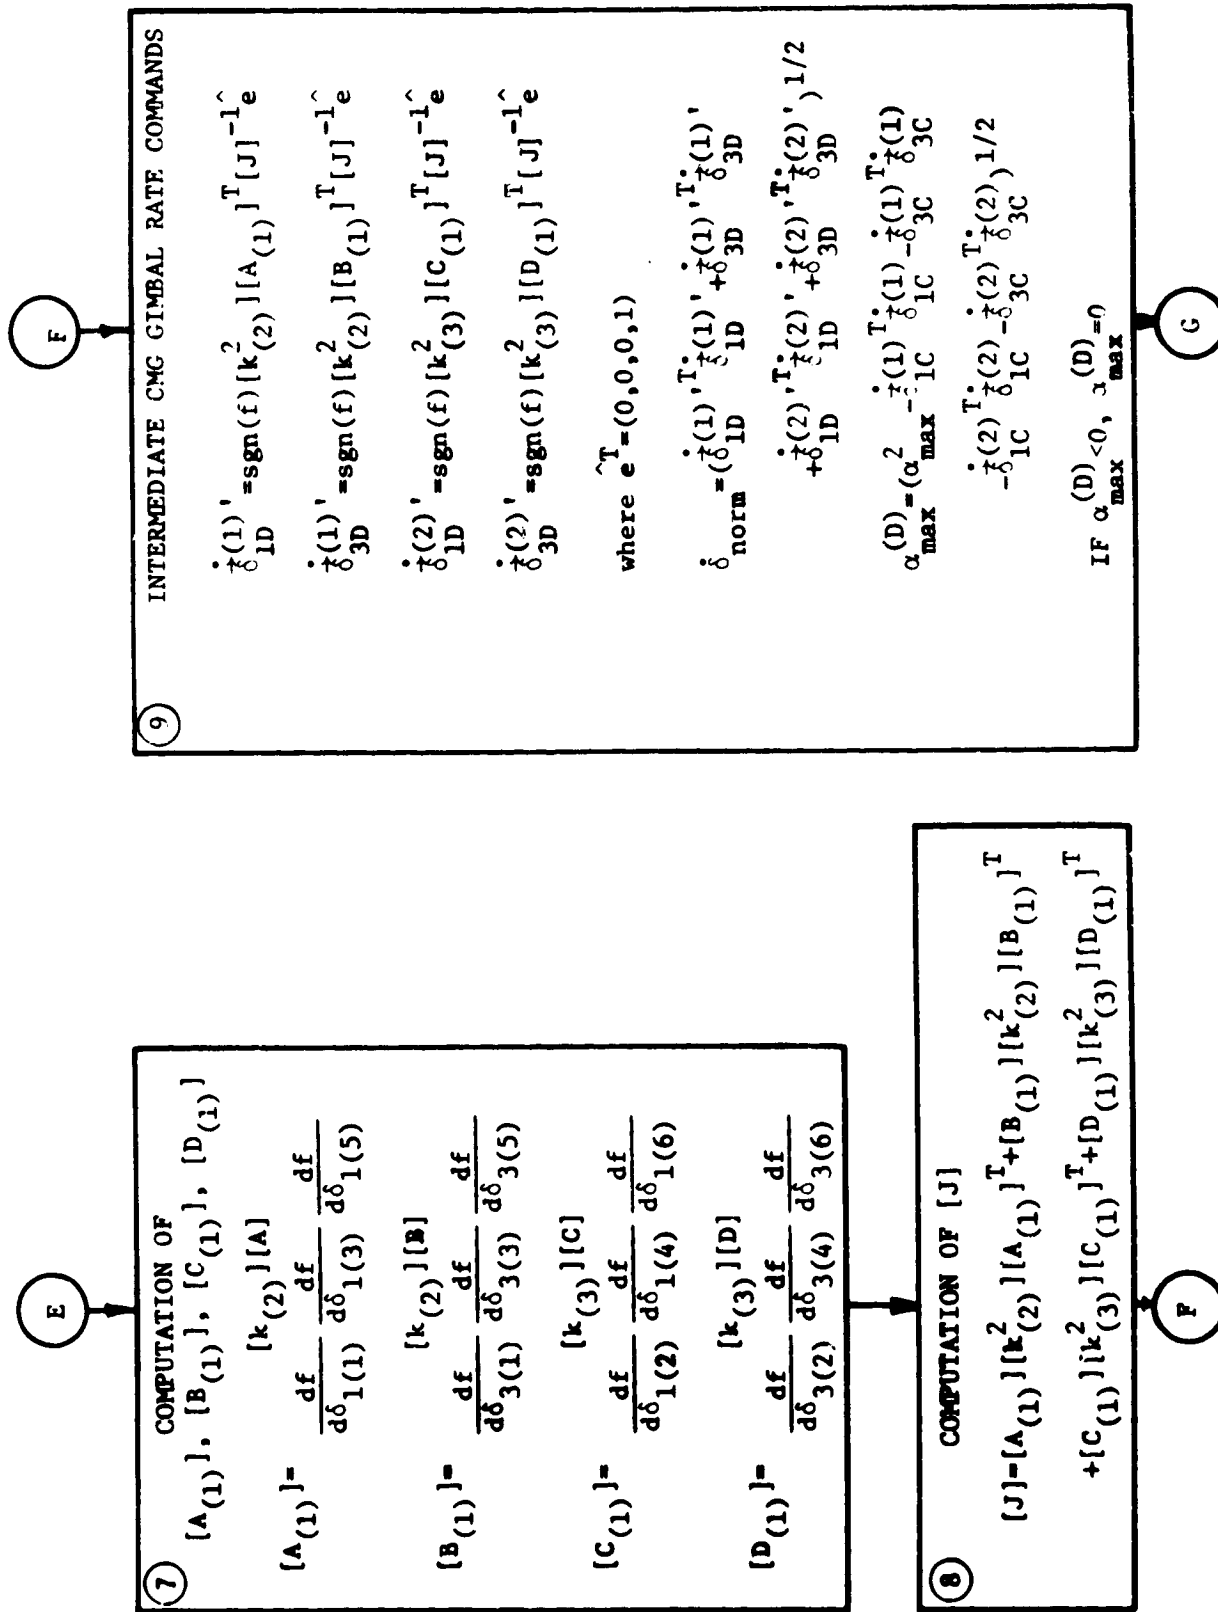 E
7
COMPUTATION OF
[A(1)], [B(1)], [C(1)], [D(1)]
[k(2)][A]
[A(1)]= df/dδ1(1) df/dδ1(3) df/dδ1(5)
[k(2)][B]
[B(1)]= df/dδ3(1) df/dδ3(3) df/dδ3(5)
[k(3)][C]
[C(1)]= df/dδ1(2) df/dδ1(4) df/dδ1(6)
[k(3)][D]
[D(1)]= df/dδ3(2) df/dδ3(4) df/dδ3(6)
8
COMPUTATION OF [J]
[J]=[A(1)][k²(2)][A(1)]ᵀ+[B(1)][k²(2)][B(1)]ᵀ
+[C(1)][k²(3)][C(1)]ᵀ+[D(1)][k²(3)][D(1)]ᵀ
F
F
9
INTERMEDIATE CMG GIMBAL RATE COMMANDS
δ⃗̇(1)'1D=sgn(f)[k²(2)][A(1)]ᵀ[J]⁻¹ê
δ⃗̇(1)'3D=sgn(f)[k²(2)][B(1)]ᵀ[J]⁻¹ê
δ⃗̇(2)'1D=sgn(f)[k²(3)][C(1)]ᵀ[J]⁻¹ê
δ⃗̇(2)'3D=sgn(f)[k²(3)][D(1)]ᵀ[J]⁻¹ê
where êᵀ=(0,0,0,1)
δ̇norm=(δ⃗̇(1)'ᵀ1D δ⃗̇(1)'1D+δ⃗̇(1)'ᵀ3D δ⃗̇(1)'3D
+δ⃗̇(2)'ᵀ1D δ⃗̇(2)'1D+δ⃗̇(2)'ᵀ3D δ⃗̇(2)'3D)1/2
α(D)max=(α²max-δ⃗̇(1)ᵀ1C δ⃗̇(1)1C-δ⃗̇(1)ᵀ3C δ⃗̇(1)3C
-δ⃗̇(2)ᵀ1C δ⃗̇(2)1C-δ⃗̇(2)ᵀ3C δ⃗̇(2)3C)1/2
IF α(D)max<0, α(D)max=0
G